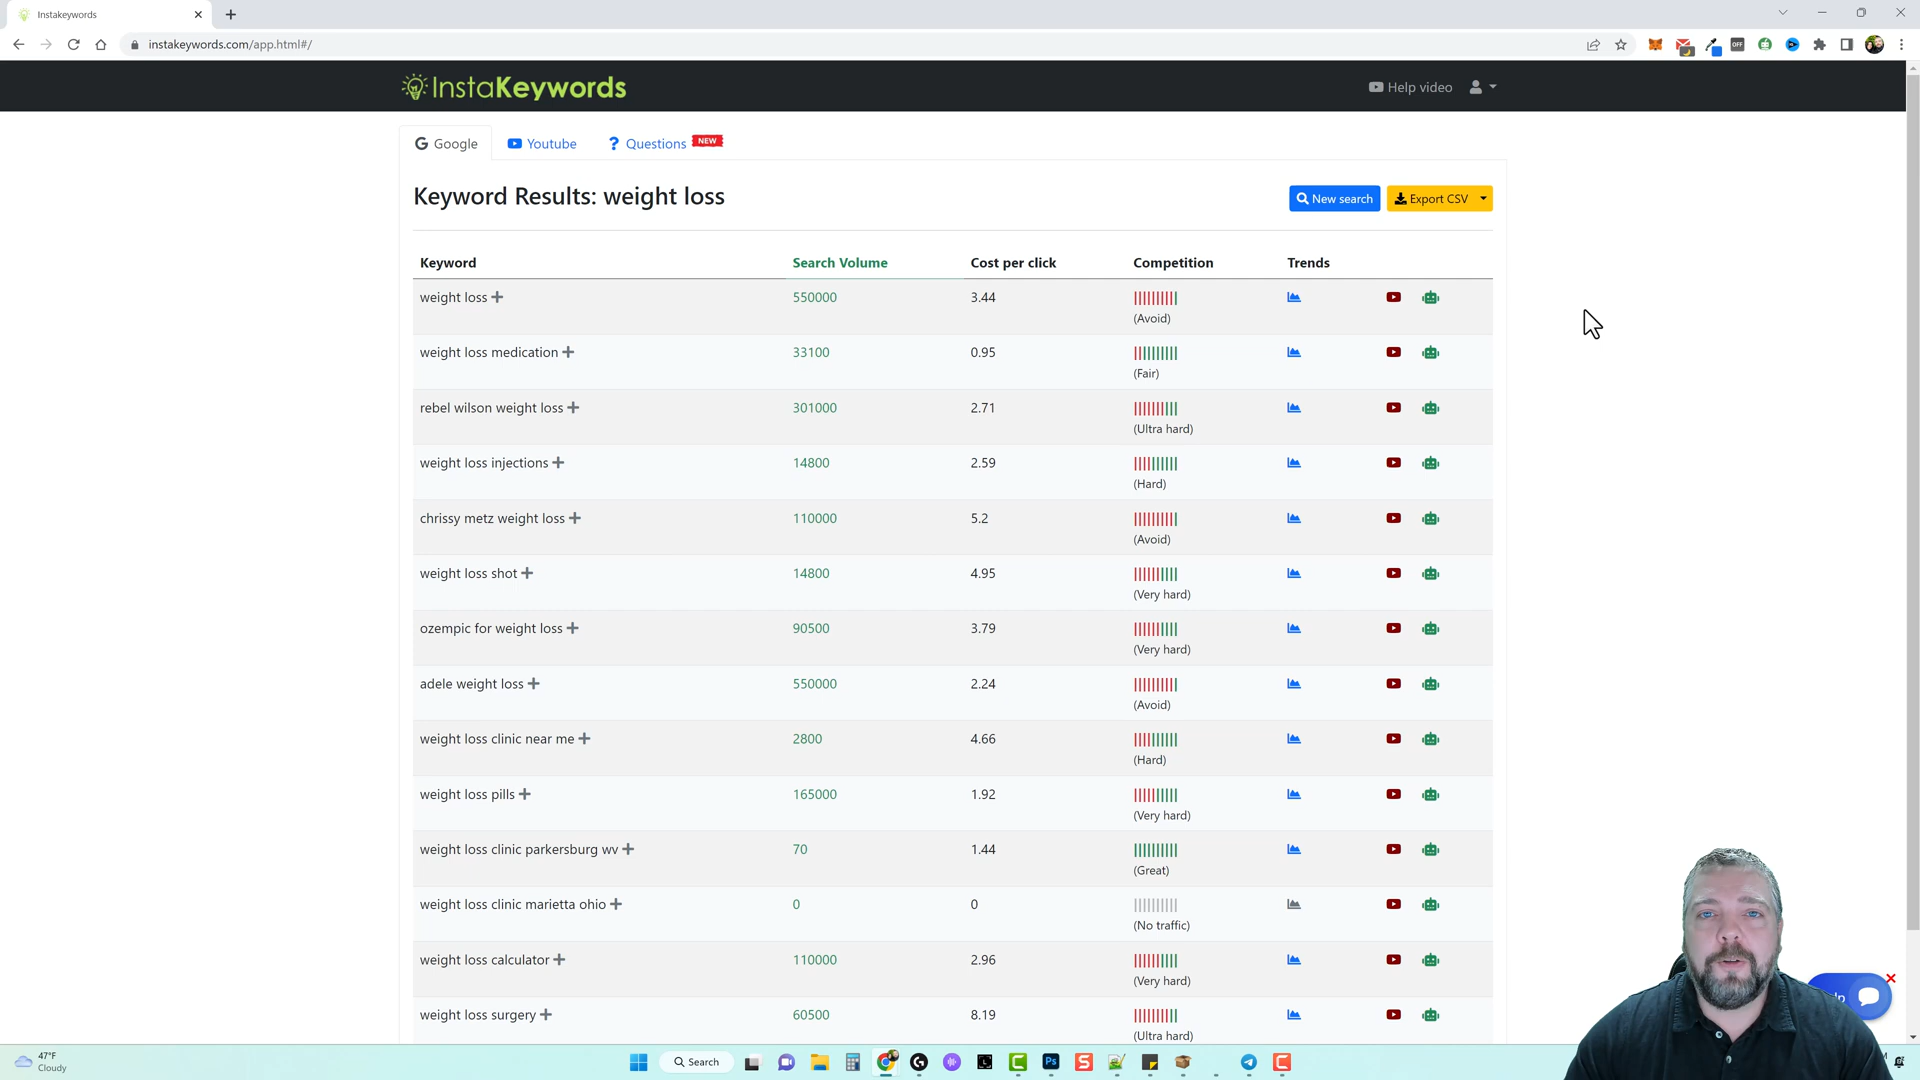 Instakeywords
instakeywords.com/app.html#/
OFF
InstaKeywords
Help video
Google
Youtube
? Questions NEW
Keyword Results: weight loss
New search
Export CSV
Keyword Search Volume Cost per click Competition Trends
weight loss + 550000 3.44
(Avoid)
weight loss medication + 33100 0.95
(Fair)
rebel wilson weight loss + 301000 2.71
(Ultra hard)
weight loss injections + 14800 2.59
(Hard)
chrissy metz weight loss + 110000 5.2
(Avoid)
weight loss shot + 14800 4.95
(Very hard)
ozempic for weight loss + 90500 3.79
(Very hard)
adele weight loss + 550000 2.24
(Avoid)
weight loss clinic near me + 2800 4.66
(Hard)
weight loss pills + 165000 1.92
(Very hard)
weight loss clinic parkersburg wv + 70 1.44
(Great)
weight loss clinic marietta ohio + 0 0
(No traffic)
weight loss calculator + 110000 2.96
(Very hard)
weight loss surgery + 60500 8.19
(Ultra hard)
47°F
Cloudy
Search
Ps